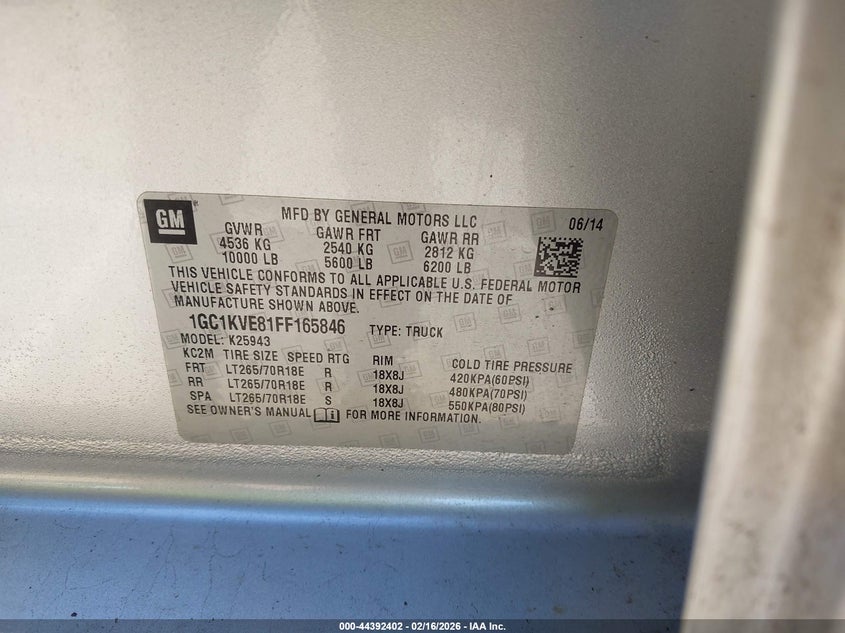 GM
MFD BY GENERAL MOTORS LLC
06/14
GVWR GAWR FRT GAWR RR
4536 KG 2540 KG 2812 KG
10000 LB 5600 LB 6200 LB
THIS VEHICLE CONFORMS TO ALL APPLICABLE U.S. FEDERAL MOTOR
VEHICLE SAFETY STANDARDS IN EFFECT ON THE DATE OF
MANUFACTURE SHOWN ABOVE.
1GC1KVE81FF165846 TYPE: TRUCK
MODEL: K25943
KC2M TIRE SIZE SPEED RTG RIM COLD TIRE PRESSURE
FRT LT265/70R18E R 18X8J 420KPA(60PSI)
RR LT265/70R18E R 18X8J 480KPA(70PSI)
SPA LT265/70R18E S 18X8J 550KPA(80PSI)
SEE OWNER'S MANUAL i FOR MORE INFORMATION.
000-44392402 - 02/16/2026 - IAA Inc.